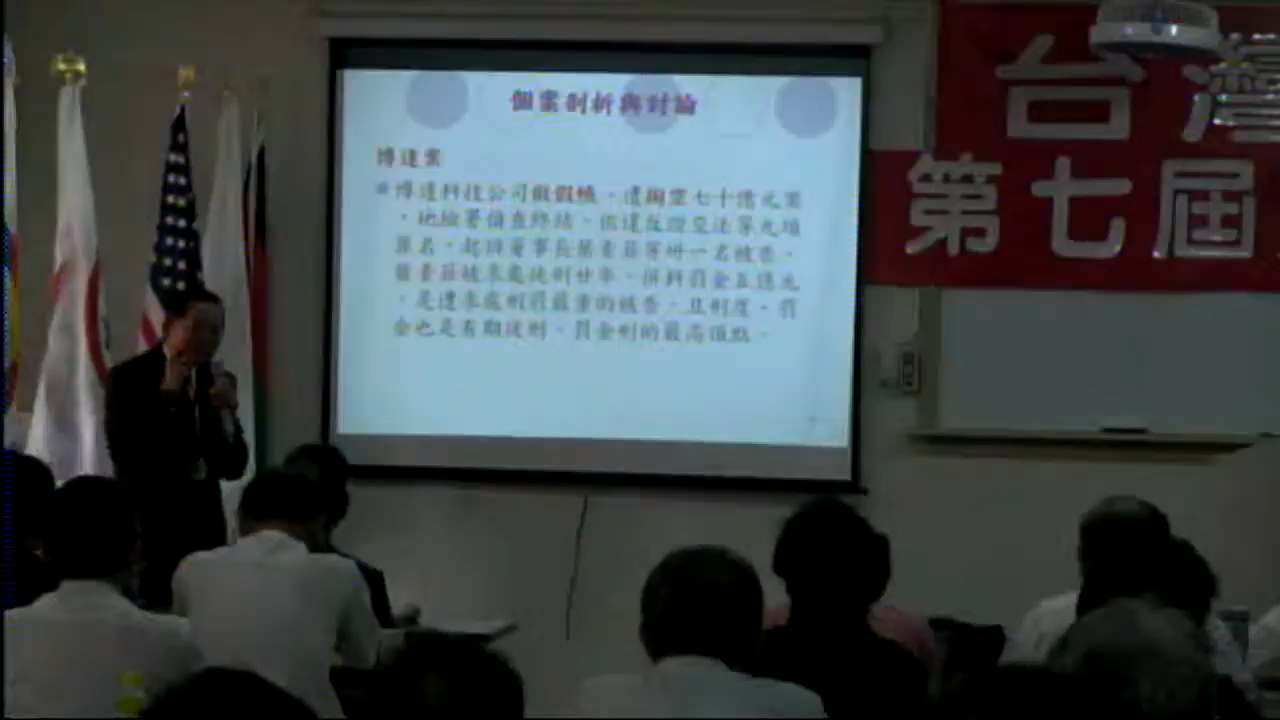 個案剖析與討論
博達案
博達科技公司做假帳，遭掏空七十億元案
，地檢署偵查終結，依違反證交法等九項
罪名，起訴董事長葉素菲等卅一名被告，
葉素菲被求處徒刑廿年，併科罰金五億元
，是遭求處刑罰最重的被告，且刑度、罰
金也是有期徒刑、罰金刑的最高頂點。
台灣
第七屆